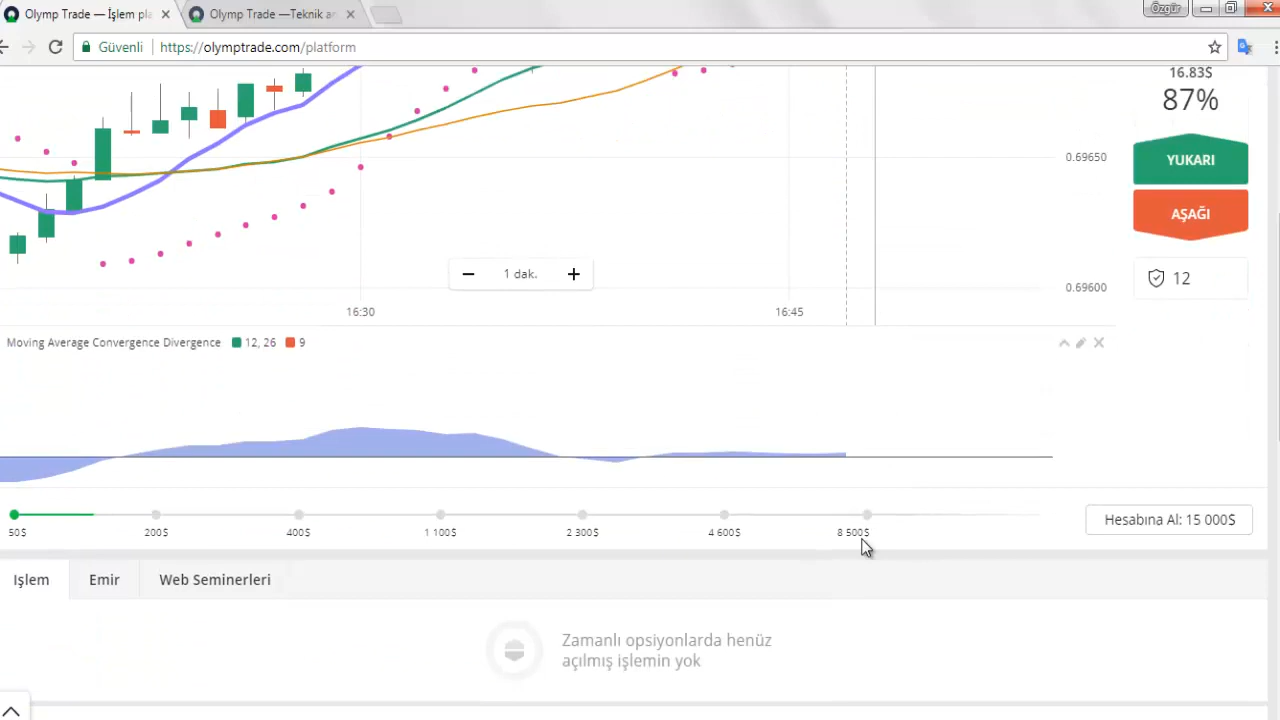 Olymp Trade — İşlem pla
Olymp Trade —Teknik an
Özgür
Güvenli
https://olymptrade.com/platform
16.83$
87%
YUKARI
AŞAĞI
12
0.69650
0.69600
1 dak.
16:30
16:45
Moving Average Convergence Divergence
12, 26
9
50$
200$
400$
1 100$
2 300$
4 600$
8 500$
Hesabına Al: 15 000$
İşlem
Emir
Web Seminerleri
Zamanlı opsiyonlarda henüz
açılmış işlemin yok